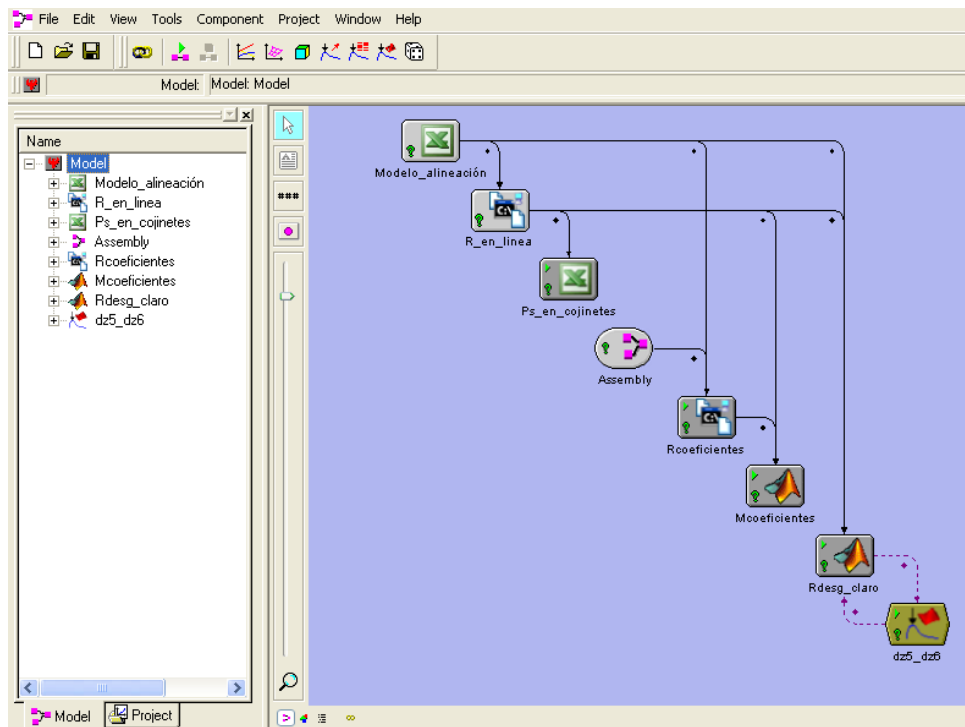 File Edit View Tools Component Project Window Help
Model: Model: Model
Name
Model
Modelo_alineación
R_en_linea
Ps_en_cojinetes
Assembly
Rcoeficientes
Mcoeficientes
Rdesg_claro
dz5_dz6
Model Project
###
Modelo_alineación
R_en_linea
Ps_en_cojinetes
Assembly
Rcoeficientes
Mcoeficientes
Rdesg_claro
dz5_dz6